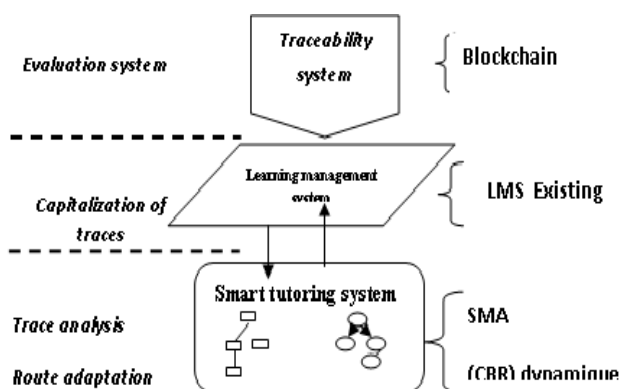 Traceability
system
Evaluation system
Blockchain
Learning management
system
LMS Existing
Capitalization of
traces
Smart tutoring system
SMA
Trace analysis
Route adaptation
(CBR) dynamique